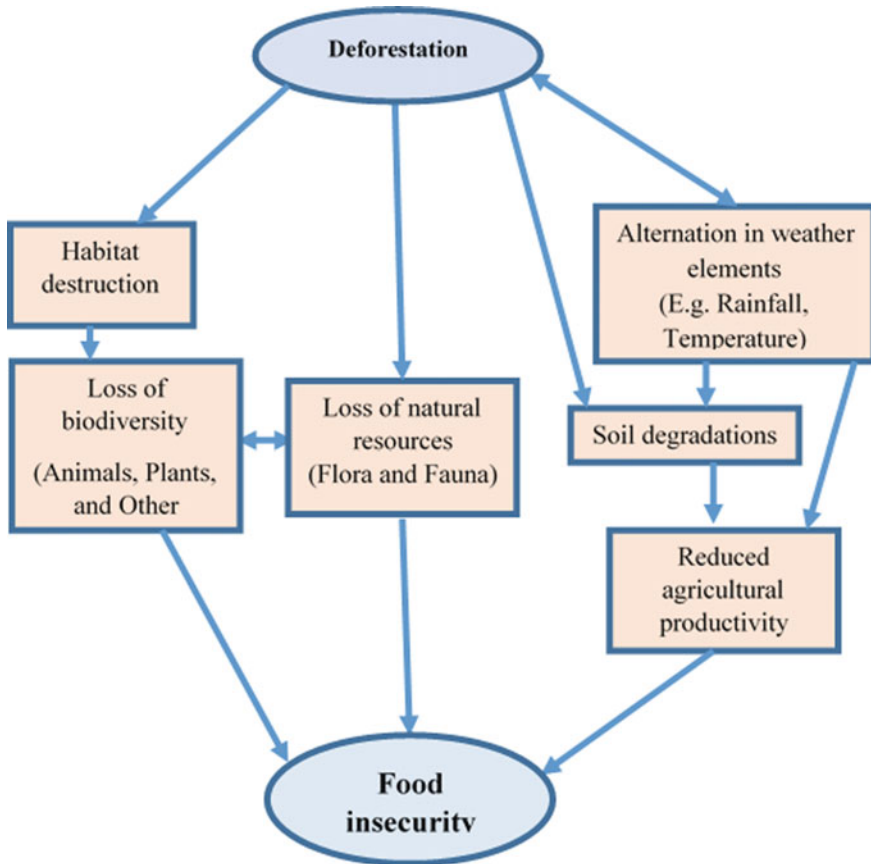 Deforestation
Habitat
destruction
Alternation in weather
elements
(E.g. Rainfall,
Temperature)
Loss of
biodiversity
(Animals, Plants,
and Other
Loss of natural
resources
(Flora and Fauna)
Soil degradations
Reduced
agricultural
productivity
Food
insecurity